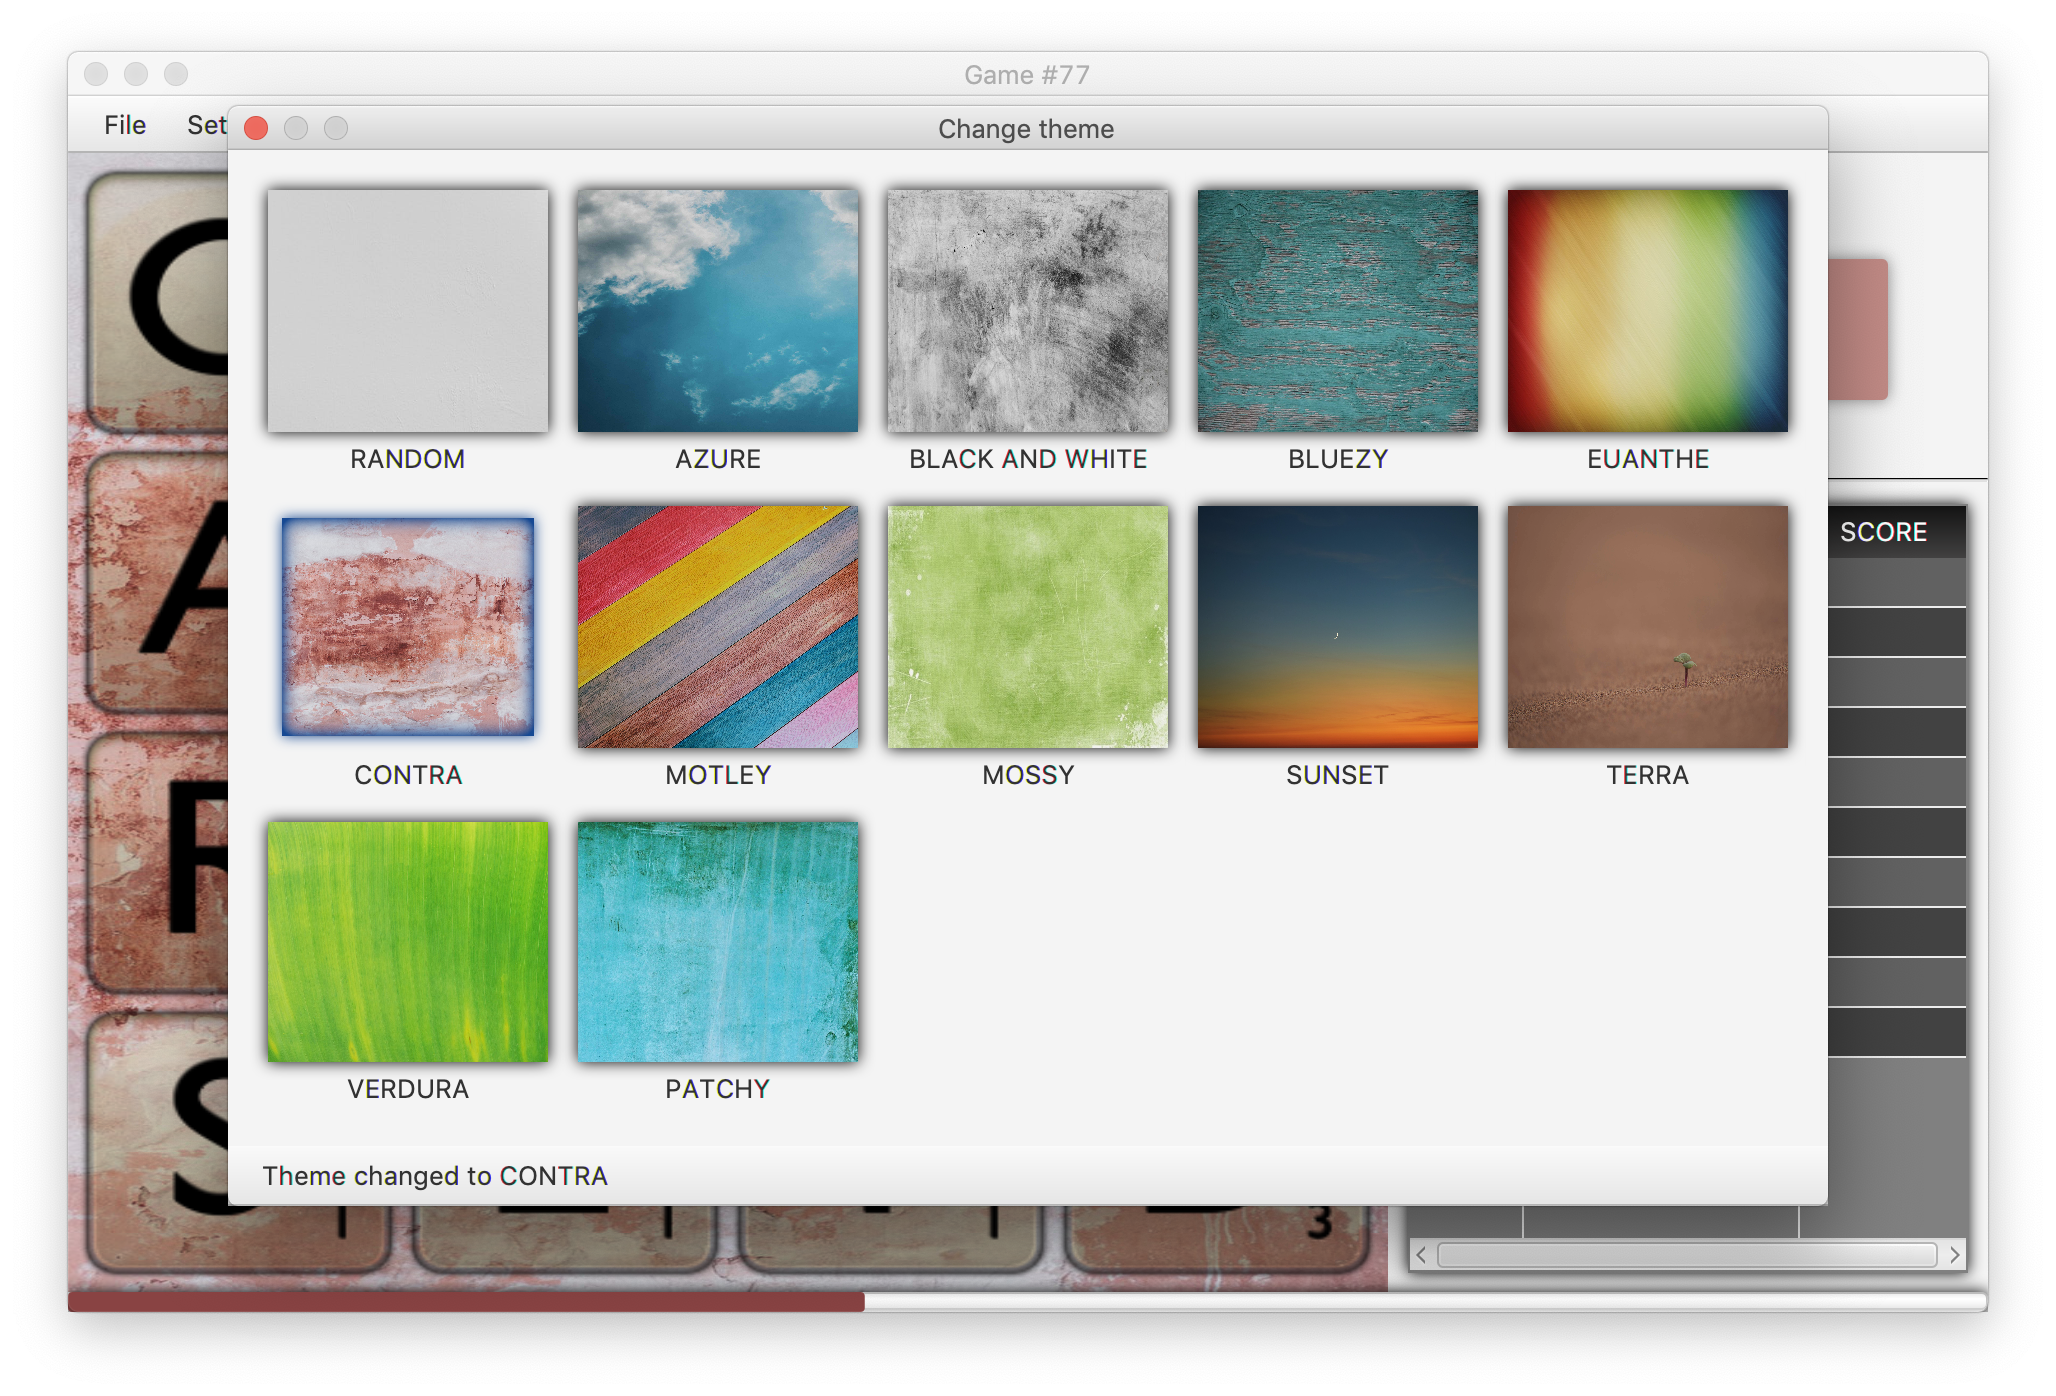 Game #77
File Set
Change theme
RANDOM AZURE BLACK AND WHITE BLUEZY EUANTHE
SCORE
CONTRA MOTLEY MOSSY SUNSET TERRA
VERDURA PATCHY
Theme changed to CONTRA
A
R
S
3